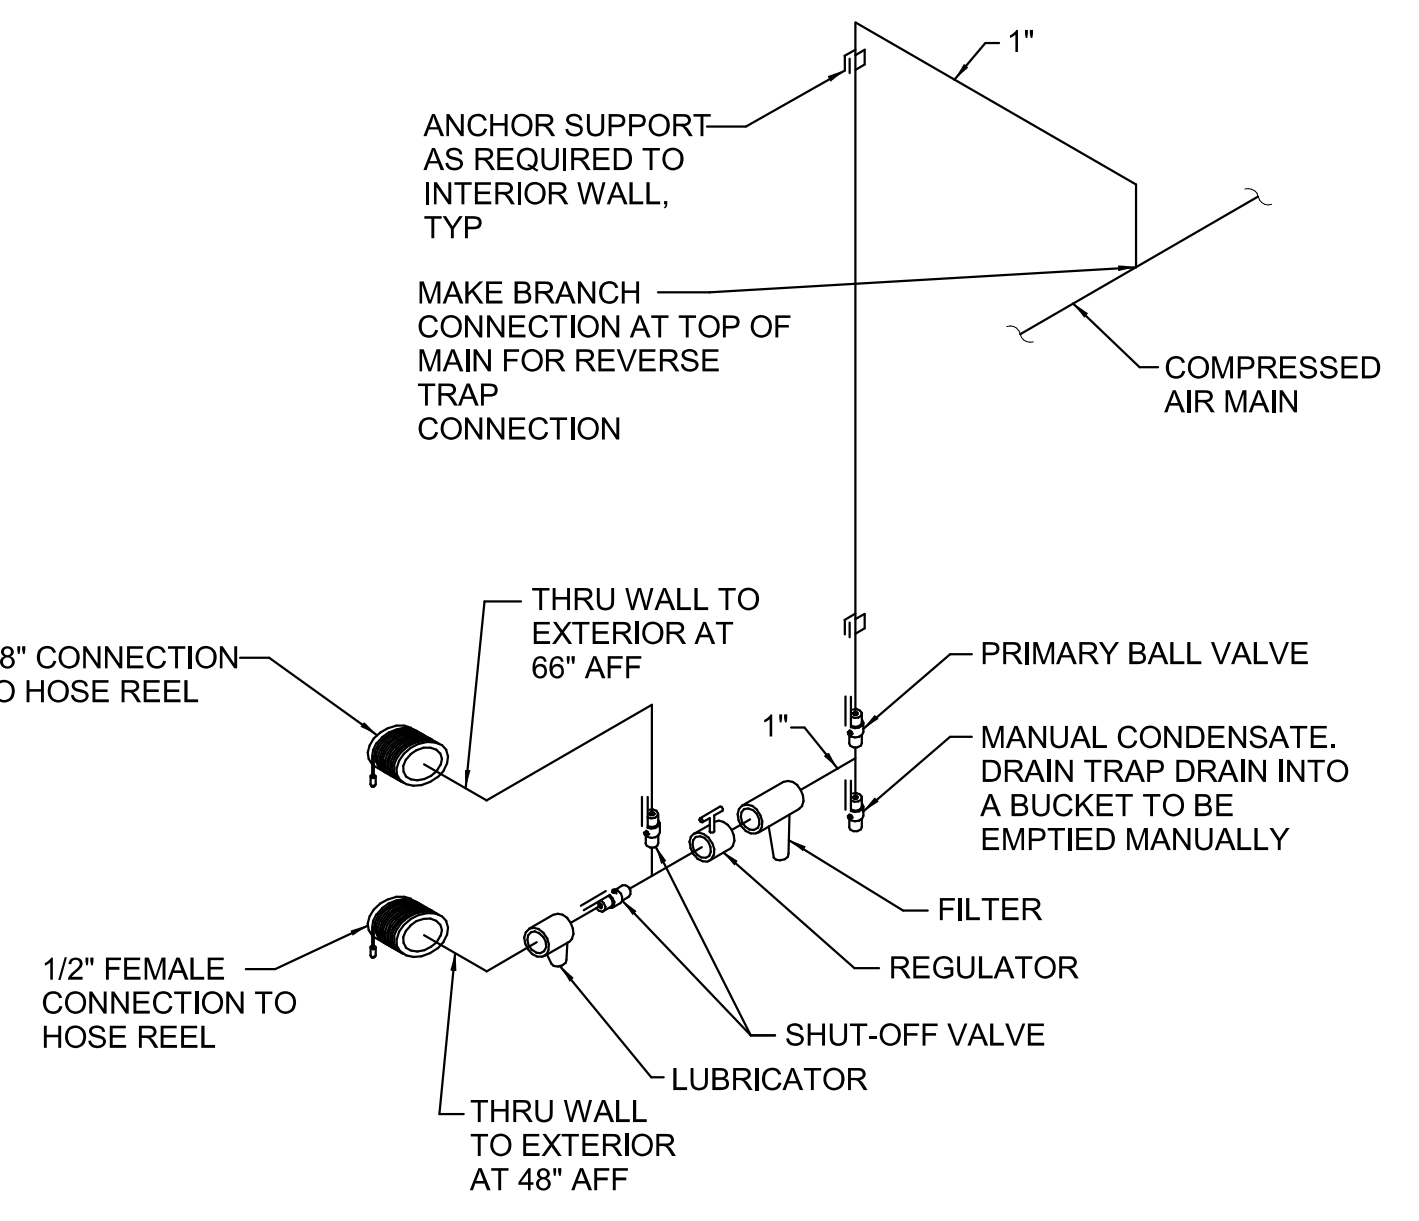 1"
ANCHOR SUPPORT
AS REQUIRED TO
INTERIOR WALL,
TYP
MAKE BRANCH
CONNECTION AT TOP OF
MAIN FOR REVERSE
TRAP
CONNECTION
COMPRESSED
AIR MAIN
THRU WALL TO
EXTERIOR AT
66" AFF
8" CONNECTION
O HOSE REEL
PRIMARY BALL VALVE
1"
MANUAL CONDENSATE.
DRAIN TRAP DRAIN INTO
A BUCKET TO BE
EMPTIED MANUALLY
FILTER
REGULATOR
1/2" FEMALE
CONNECTION TO
HOSE REEL
SHUT-OFF VALVE
LUBRICATOR
THRU WALL
TO EXTERIOR
AT 48" AFF